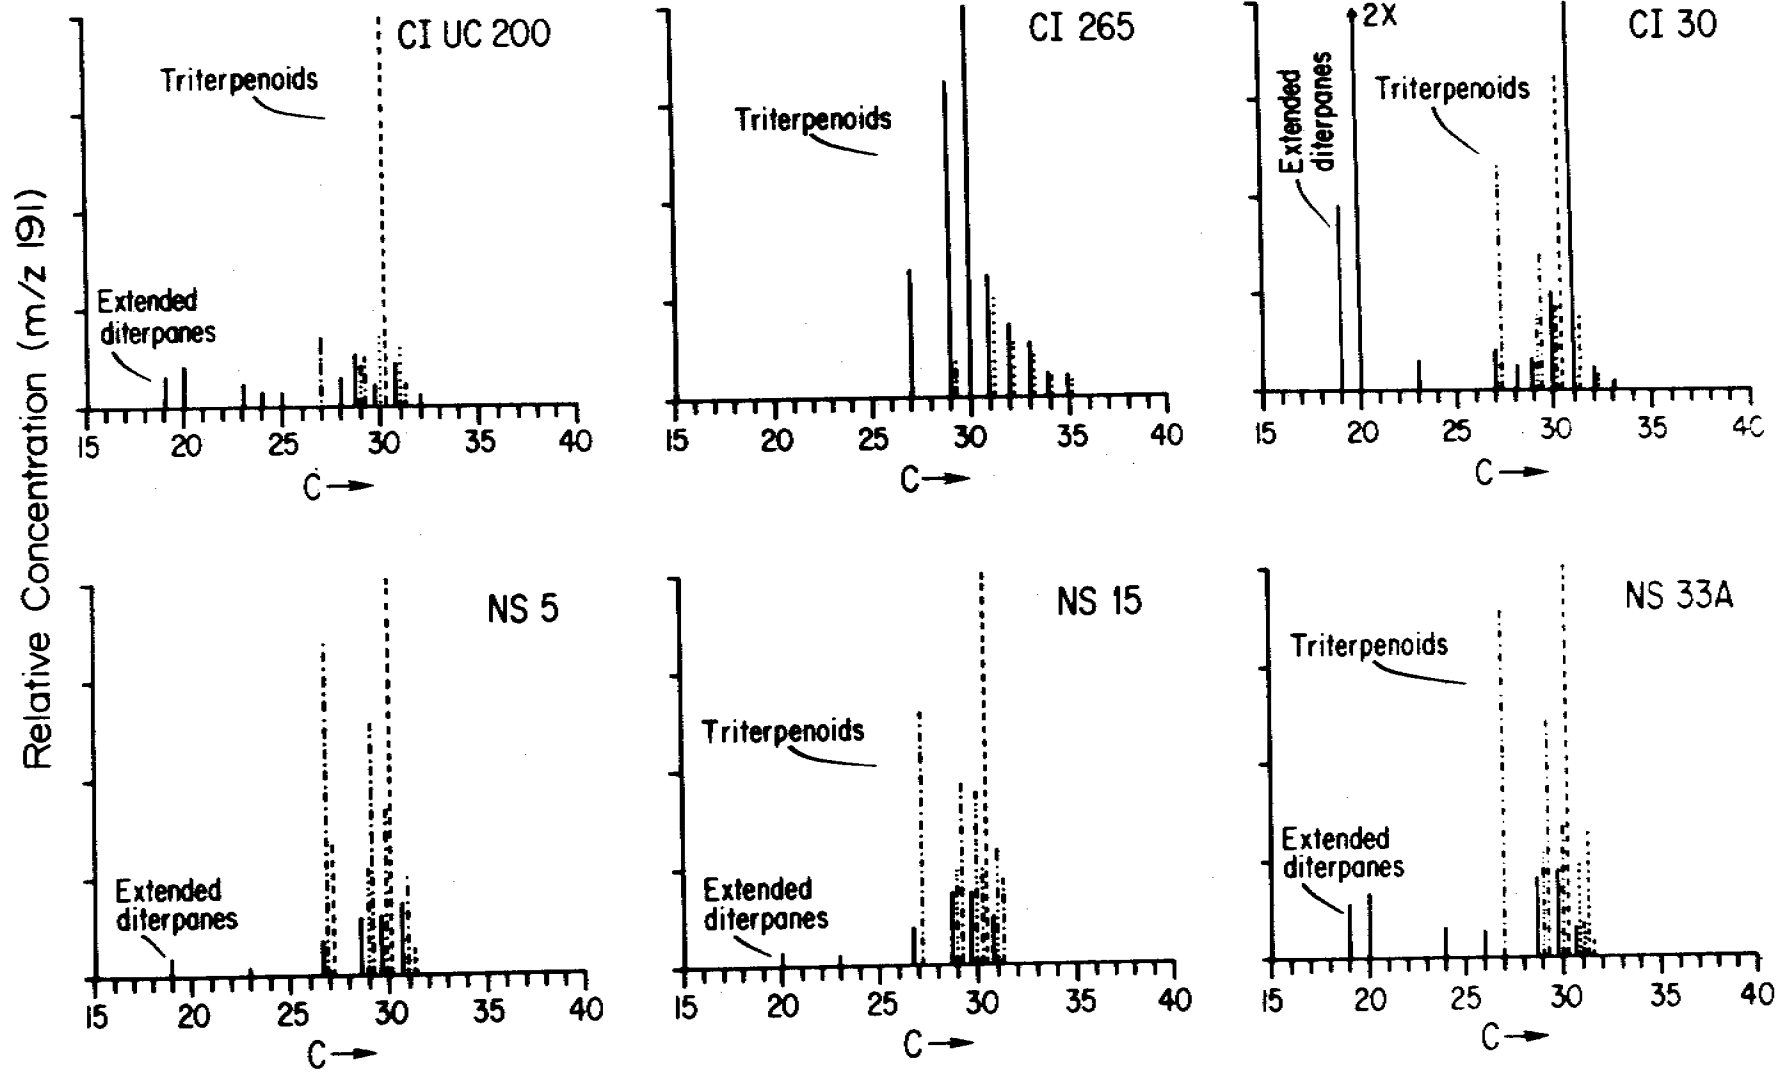 Relative Concentration (m/z 191)
CI UC 200
Triterpenoids
Extended
diterpanes
15 20 25 30 35 40
C
CI 265
Triterpenoids
15 20 25 30 35 40
C
2X
CI 30
Extended
diterpanes
Triterpenoids
15 20 25 30 35 40
C
NS 5
Extended
diterpanes
15 20 25 30 35 40
C
NS 15
Triterpenoids
Extended
diterpanes
15 20 25 30 35 40
C
NS 33A
Triterpenoids
Extended
diterpanes
15 20 25 30 35 40
C